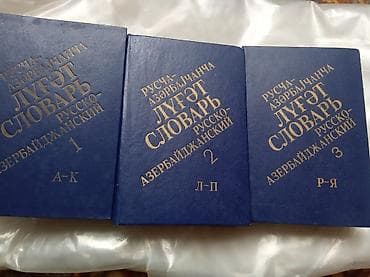 РУСЧА-
АЗӘРБАЈҸАНЧА
ЛҮҒӘТ
СЛОВАРЬ
РУССКО-
АЗЕРБАЙДЖАНСКИЙ
1
А-К
РУСЧА-
АЗӘРБАЈҸАНЧА
ЛҮҒӘТ
СЛОВАРЬ
РУССКО-
АЗЕРБАЙДЖАНСКИЙ
2
Л-П
РУСЧА-
АЗӘРБАЈҸАНЧА
ЛҮҒӘТ
СЛОВАРЬ
РУССКО-
АЗЕРБАЙДЖАНСКИЙ
3
Р-Я